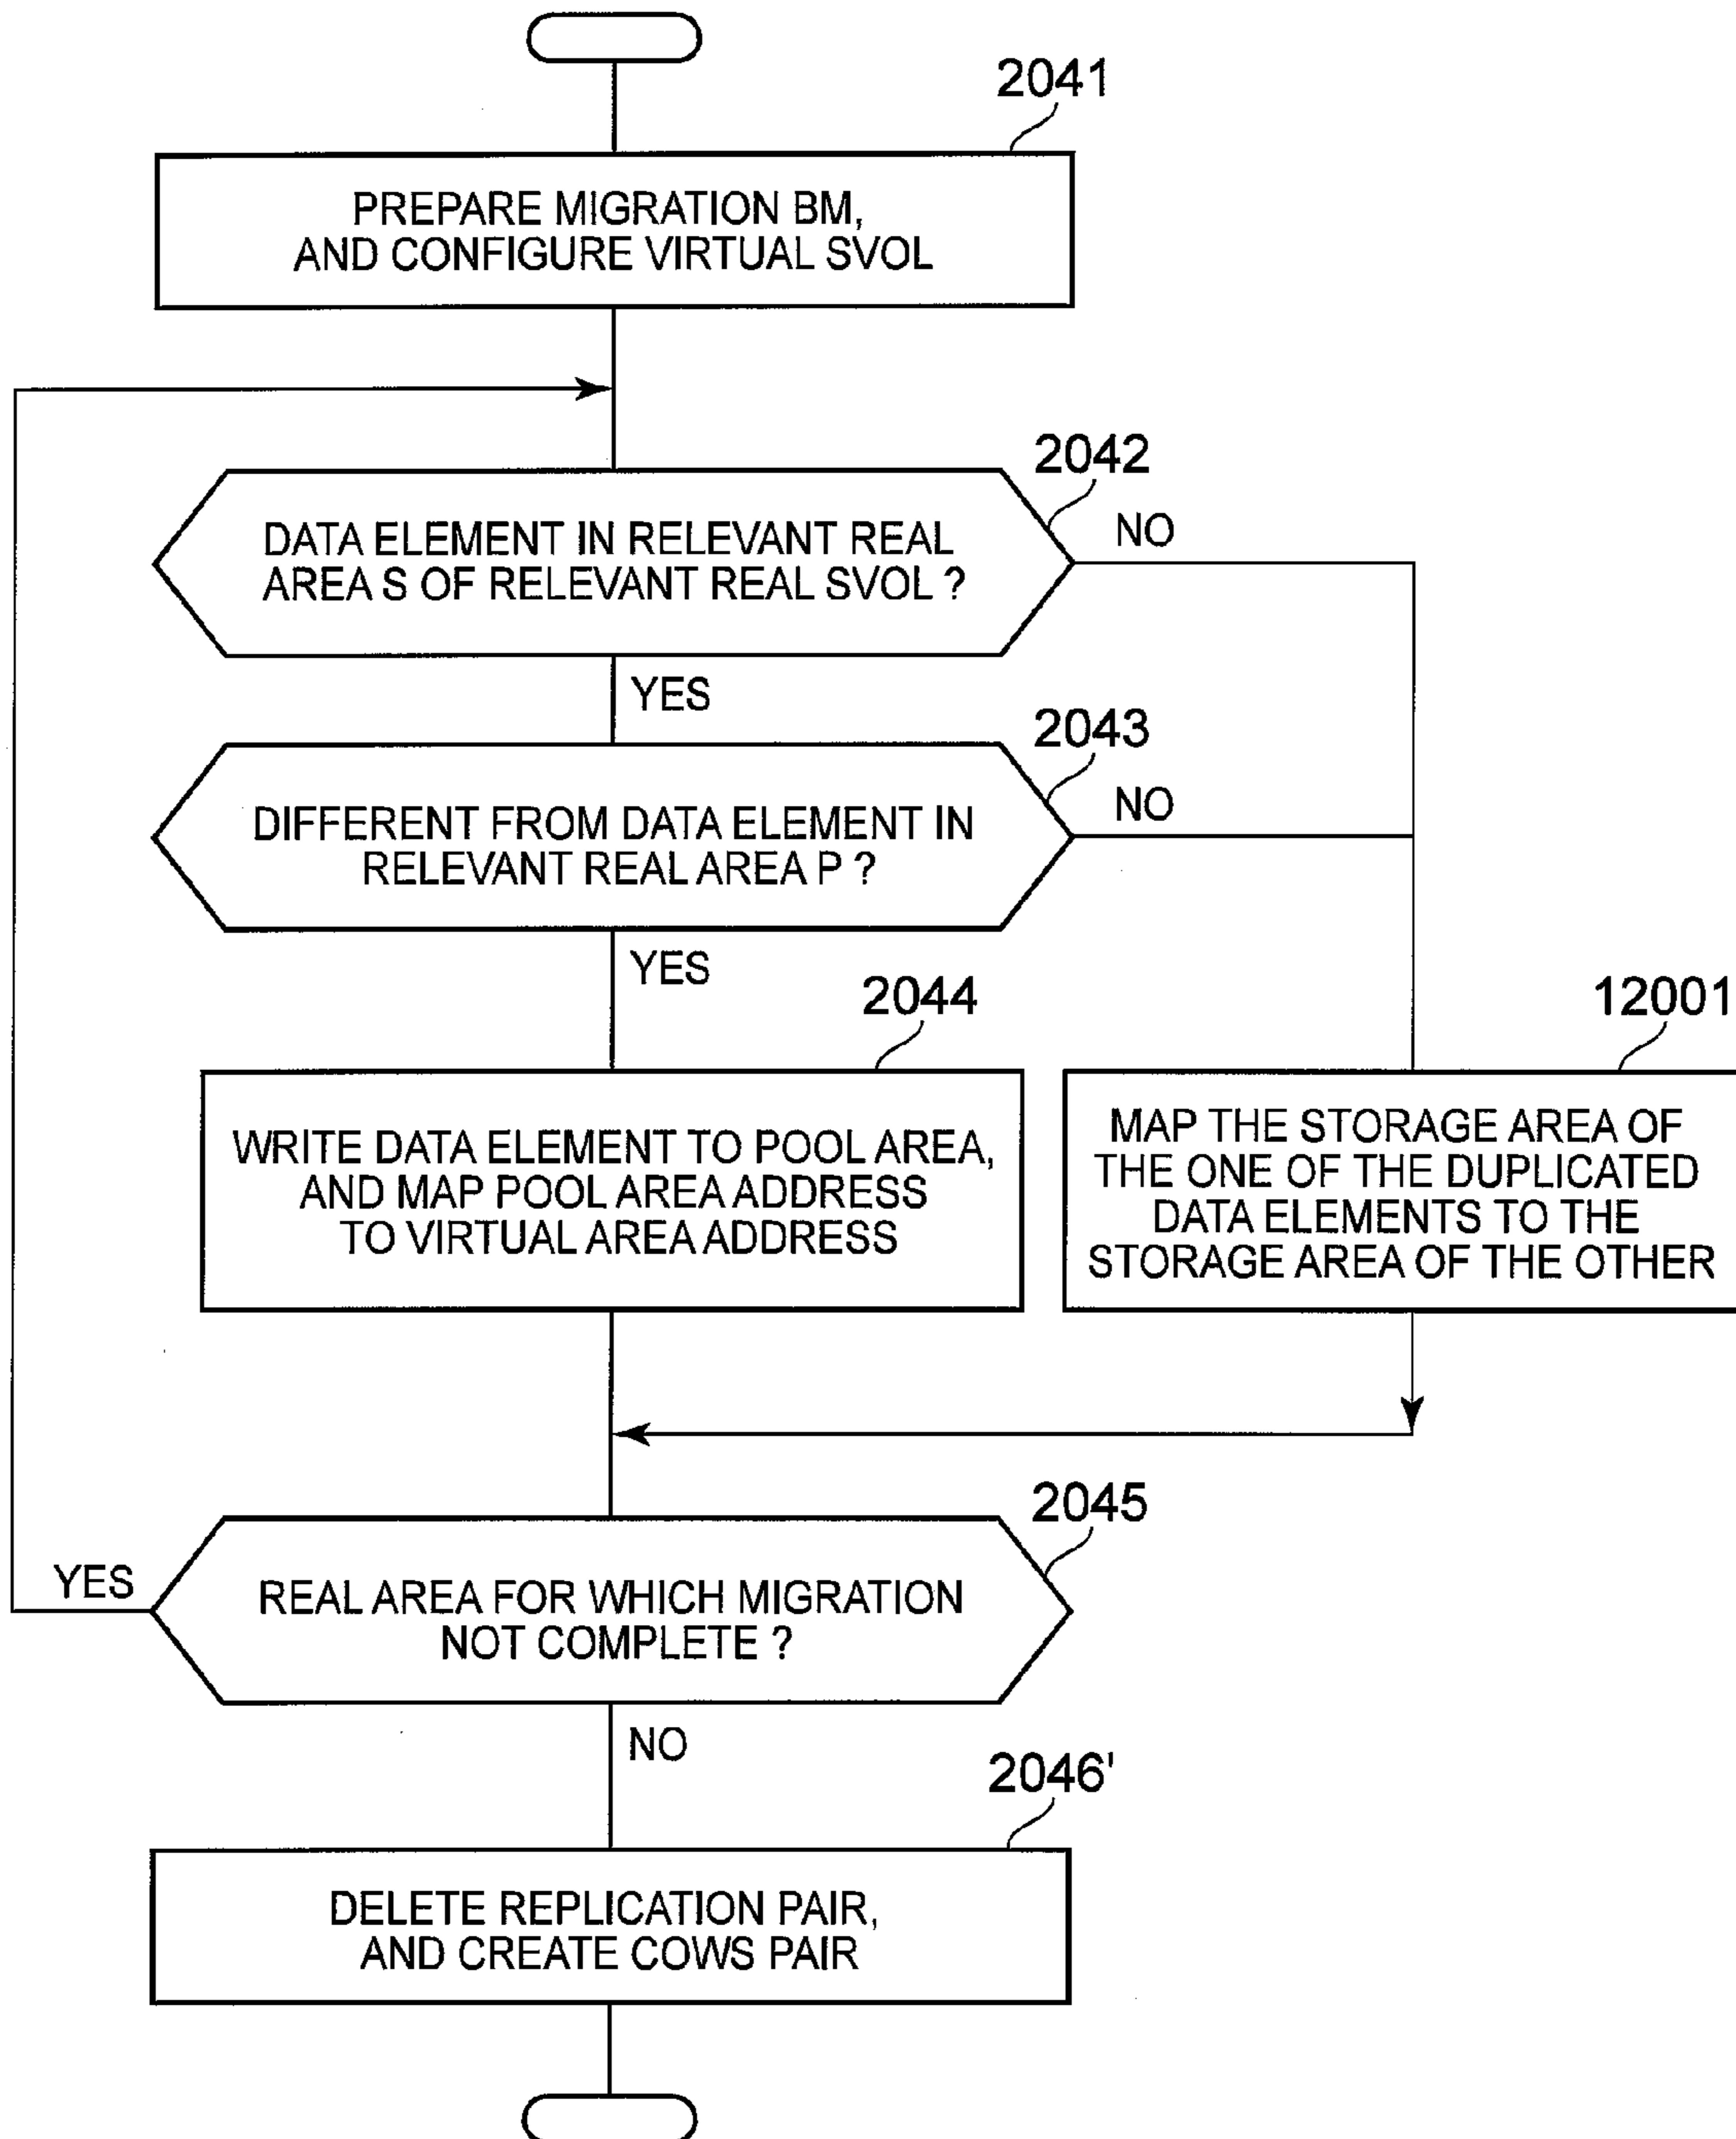 2041
PREPARE MIGRATION BM,
AND CONFIGURE VIRTUAL SVOL
2042
DATA ELEMENT IN RELEVANT REAL
AREA S OF RELEVANT REAL SVOL ?
NO
YES
2043
DIFFERENT FROM DATA ELEMENT IN
RELEVANT REAL AREA P ?
NO
YES
2044
WRITE DATA ELEMENT TO POOL AREA,
AND MAP POOL AREA ADDRESS
TO VIRTUAL AREA ADDRESS
12001
MAP THE STORAGE AREA OF
THE ONE OF THE DUPLICATED
DATA ELEMENTS TO THE
STORAGE AREA OF THE OTHER
2045
YES
REAL AREA FOR WHICH MIGRATION
NOT COMPLETE ?
NO
2046'
DELETE REPLICATION PAIR,
AND CREATE COWS PAIR